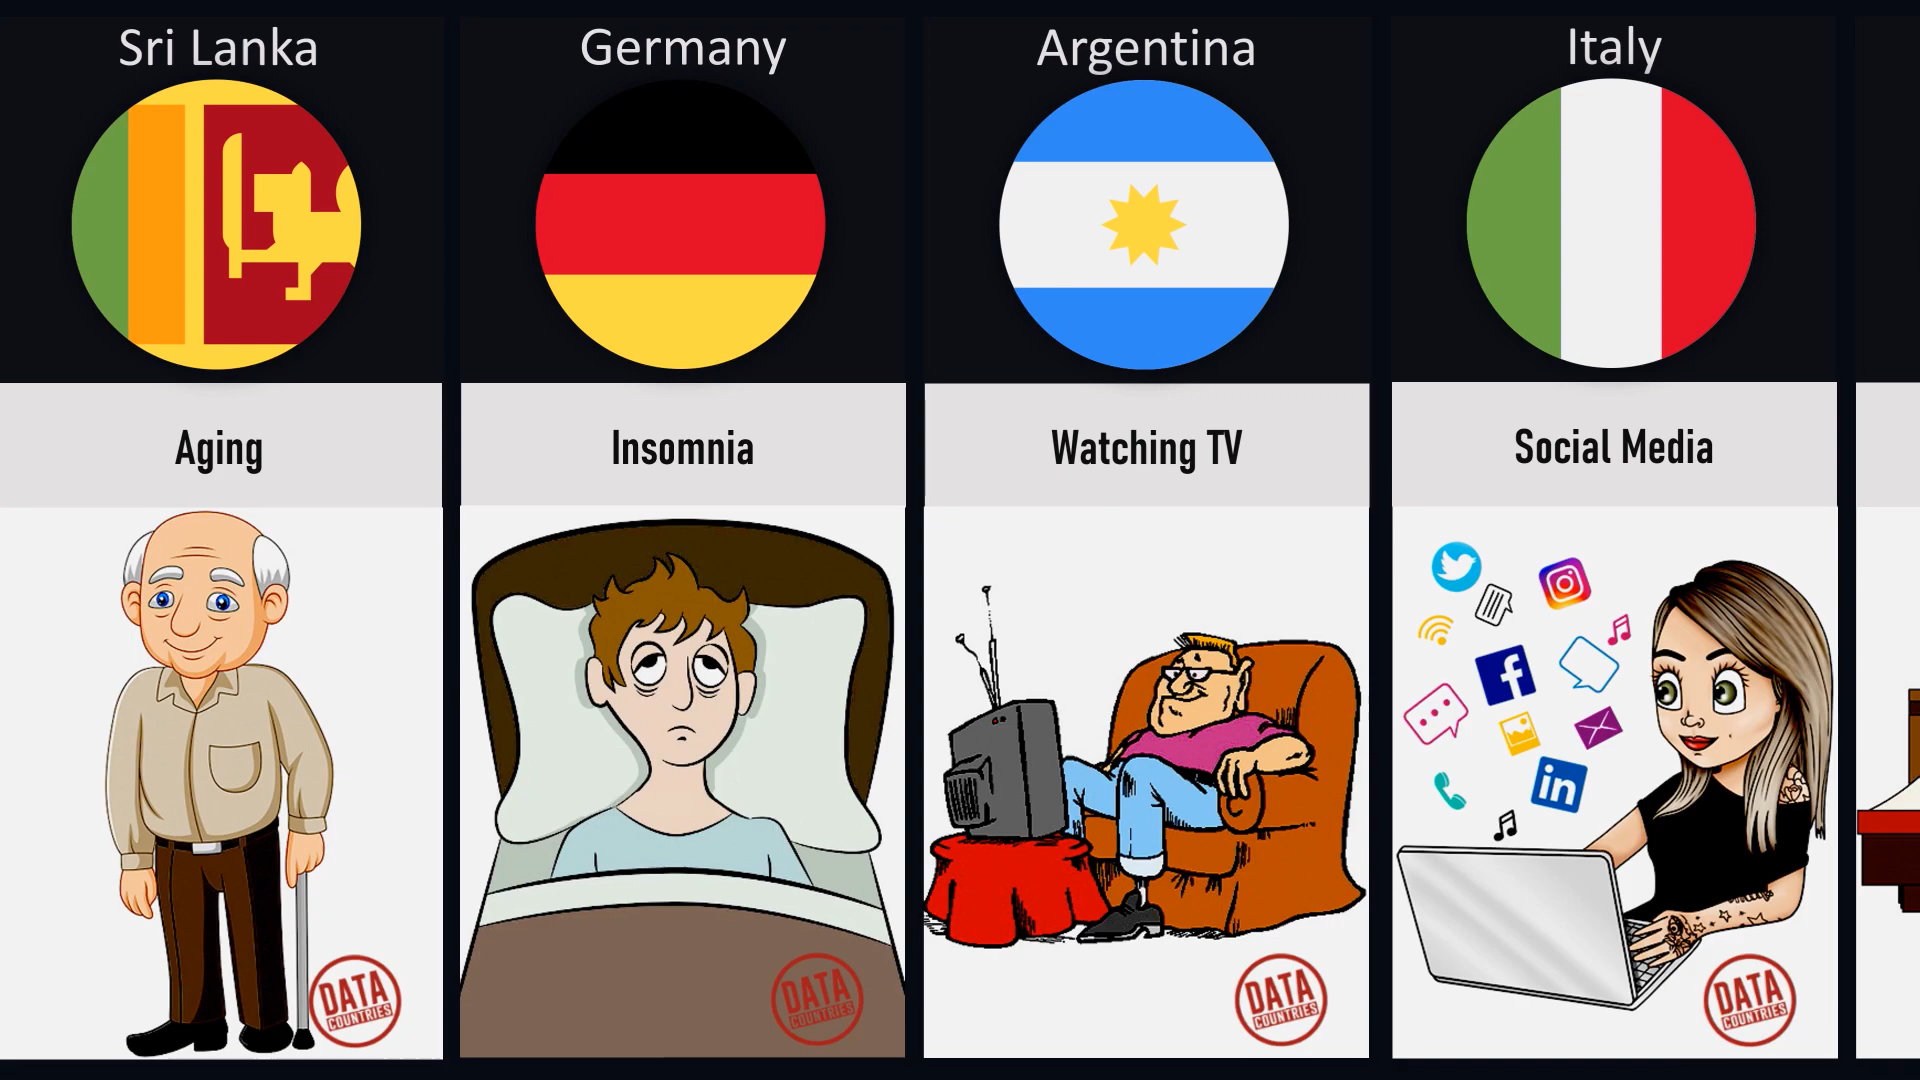 Sri Lanka
Germany
Argentina
Italy
Aging
Insomnia
Watching TV
Social Media
in
DATA
COUNTRIES
DATA
COUNTRIES
DATA
COUNTRIES
DATA
COUNTRIES